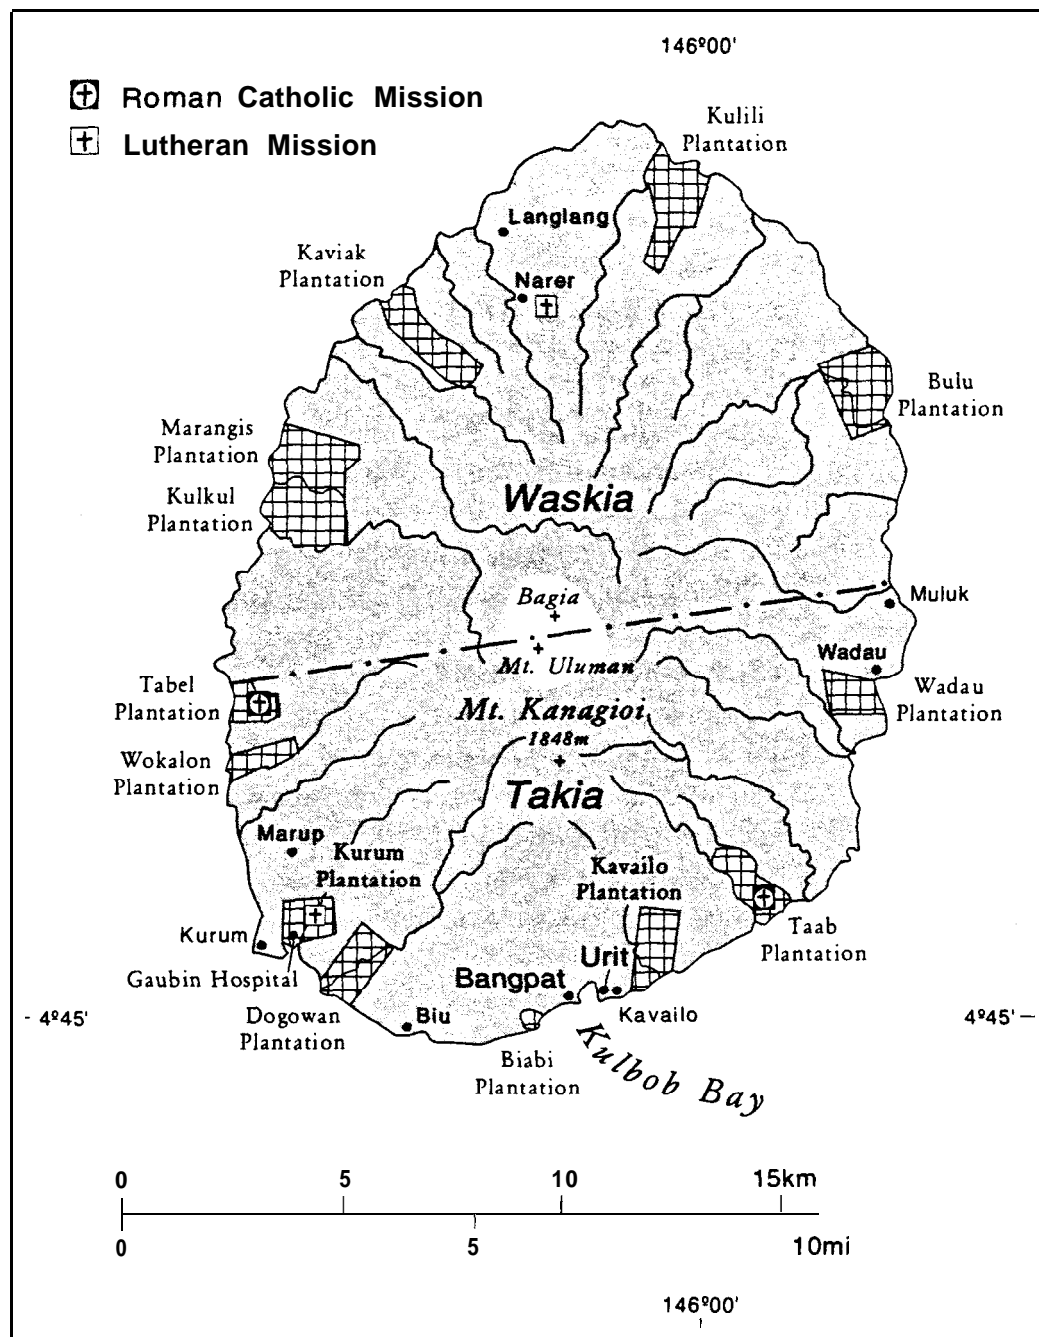 146º00'
Roman Catholic Mission
Lutheran Mission
Kulili
Plantation
Langlang
Kaviak
Plantation
Narer
Bulu
Plantation
Marangis
Plantation
Kulkul
Plantation
Waskia
Bagia
Muluk
Mt. Uluman
Wadau
Tabel
Plantation
Wadau
Plantation
Mt. Kanagioi
1848m
Wokalon
Plantation
Takia
Marup
Kurum
Plantation
Kavailo
Plantation
Taab
Plantation
Kurum
Gaubin Hospital
Urit
Bangpat
Dogowan
Plantation
Biu
Kavailo
4º45'
4º45'
Biabi
Plantation
Kulbob Bay
0 5 10 15km
0 5 10mi
146º00'